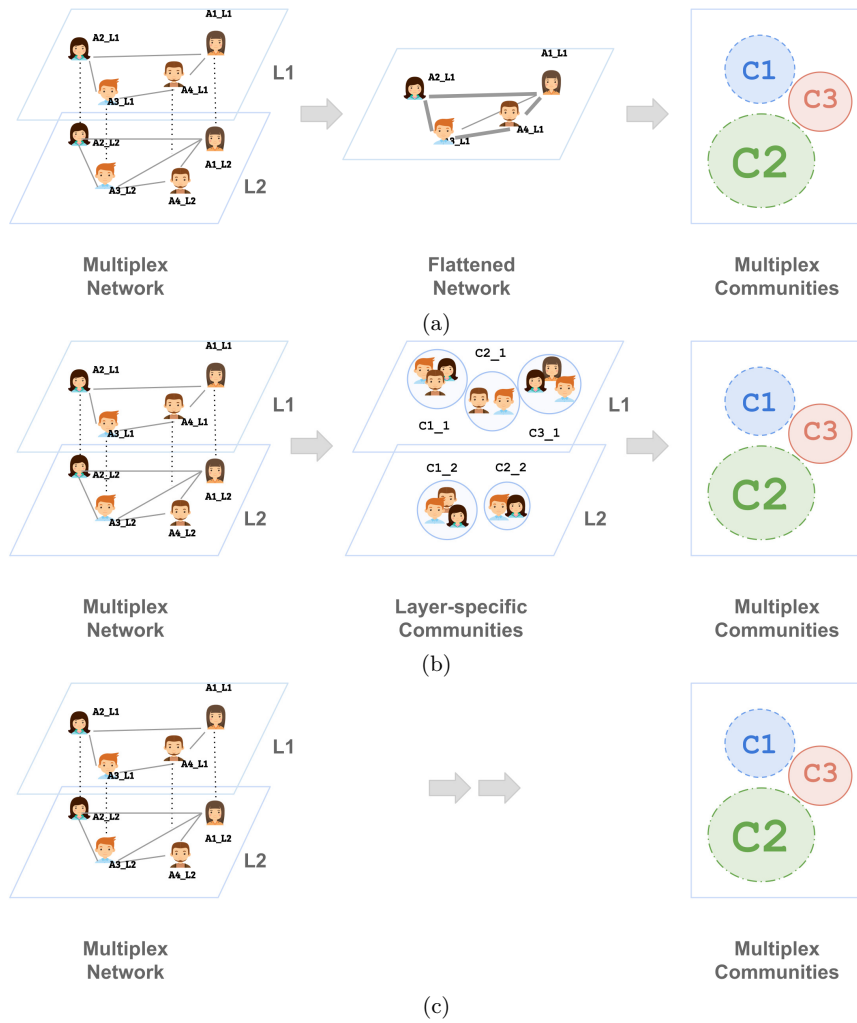 A1_L1
A2_L1
A3_L1
A4_L1
L1
A2_L2
A1_L2
A3_L2
A4_L2
L2
A1_L1
A2_L1
A3_L1
A4_L1
C1
C3
C2
Multiplex
Network
Flattened
Network
Multiplex
Communities
(a)
A1_L1
A2_L1
A3_L1
A4_L1
L1
A2_L2
A1_L2
A3_L2
A4_L2
L2
C2_1
C1_1
C3_1
L1
C1_2
C2_2
L2
C1
C3
C2
Multiplex
Network
Layer-specific
Communities
Multiplex
Communities
(b)
A1_L1
A2_L1
A3_L1
A4_L1
L1
A2_L2
A1_L2
A3_L2
A4_L2
L2
C1
C3
C2
Multiplex
Network
Multiplex
Communities
(c)